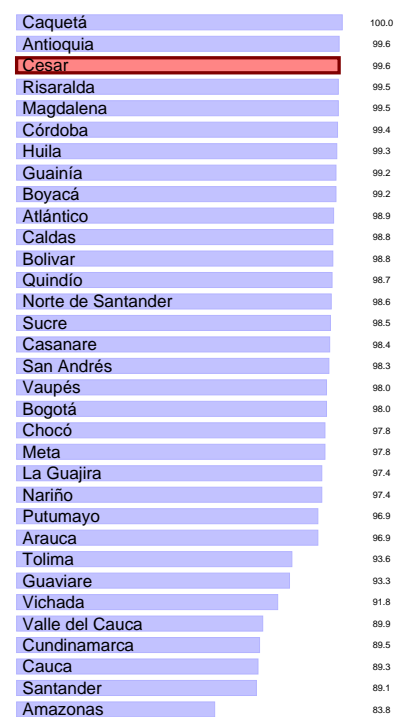 Caquetá 100.0
Antioquia 99.6
Cesar 99.6
Risaralda 99.5
Magdalena 99.5
Córdoba 99.4
Huila 99.3
Guainía 99.2
Boyacá 99.2
Atlántico 98.9
Caldas 98.8
Bolivar 98.8
Quindío 98.7
Norte de Santander 98.6
Sucre 98.5
Casanare 98.4
San Andrés 98.3
Vaupés 98.0
Bogotá 98.0
Chocó 97.8
Meta 97.8
La Guajira 97.4
Nariño 97.4
Putumayo 96.9
Arauca 96.9
Tolima 93.6
Guaviare 93.3
Vichada 91.8
Valle del Cauca 89.9
Cundinamarca 89.5
Cauca 89.3
Santander 89.1
Amazonas 83.8